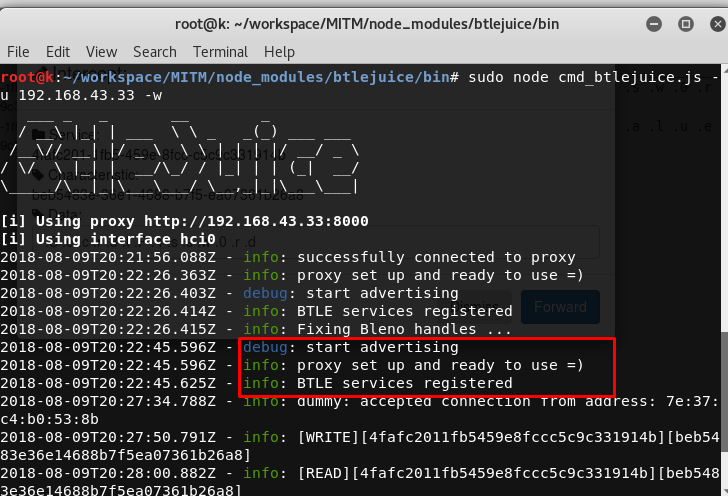 root@k: ~/workspace/MITM/node_modules/btlejuice/bin
File Edit View Search Terminal Help
root@k:~/workspace/MITM/node_modules/btlejuice/bin# sudo node cmd_btlejuice.js -
u 192.168.43.33 -w
[i] Using proxy http://192.168.43.33:8000
[i] Using interface hci0
2018-08-09T20:21:56.088Z - info: successfully connected to proxy
2018-08-09T20:22:26.363Z - info: proxy set up and ready to use =)
2018-08-09T20:22:26.403Z - debug: start advertising
2018-08-09T20:22:26.414Z - info: BTLE services registered
Forward
2018-08-09T20:22:26.415Z - info: Fixing Bleno handles ...
2018-08-09T20:22:45.596Z - debug: start advertising
2018-08-09T20:22:45.596Z - info: proxy set up and ready to use =)
2018-08-09T20:22:45.625Z - info: BTLE services registered
2018-08-09T20:27:34.788Z - info: dummy: accepted connection from address: 7e:37:
c4:b0:53:8b
2018-08-09T20:27:50.791Z - info: [WRITE][4fafc2011fb5459e8fccc5c9c331914b][beb54
83e36e14688b7f5ea07361b26a8]
2018-08-09T20:28:00.882Z - info: [READ][4fafc2011fb5459e8fccc5c9c331914b][beb548
3e36e14688b7f5ea07361b26a8]